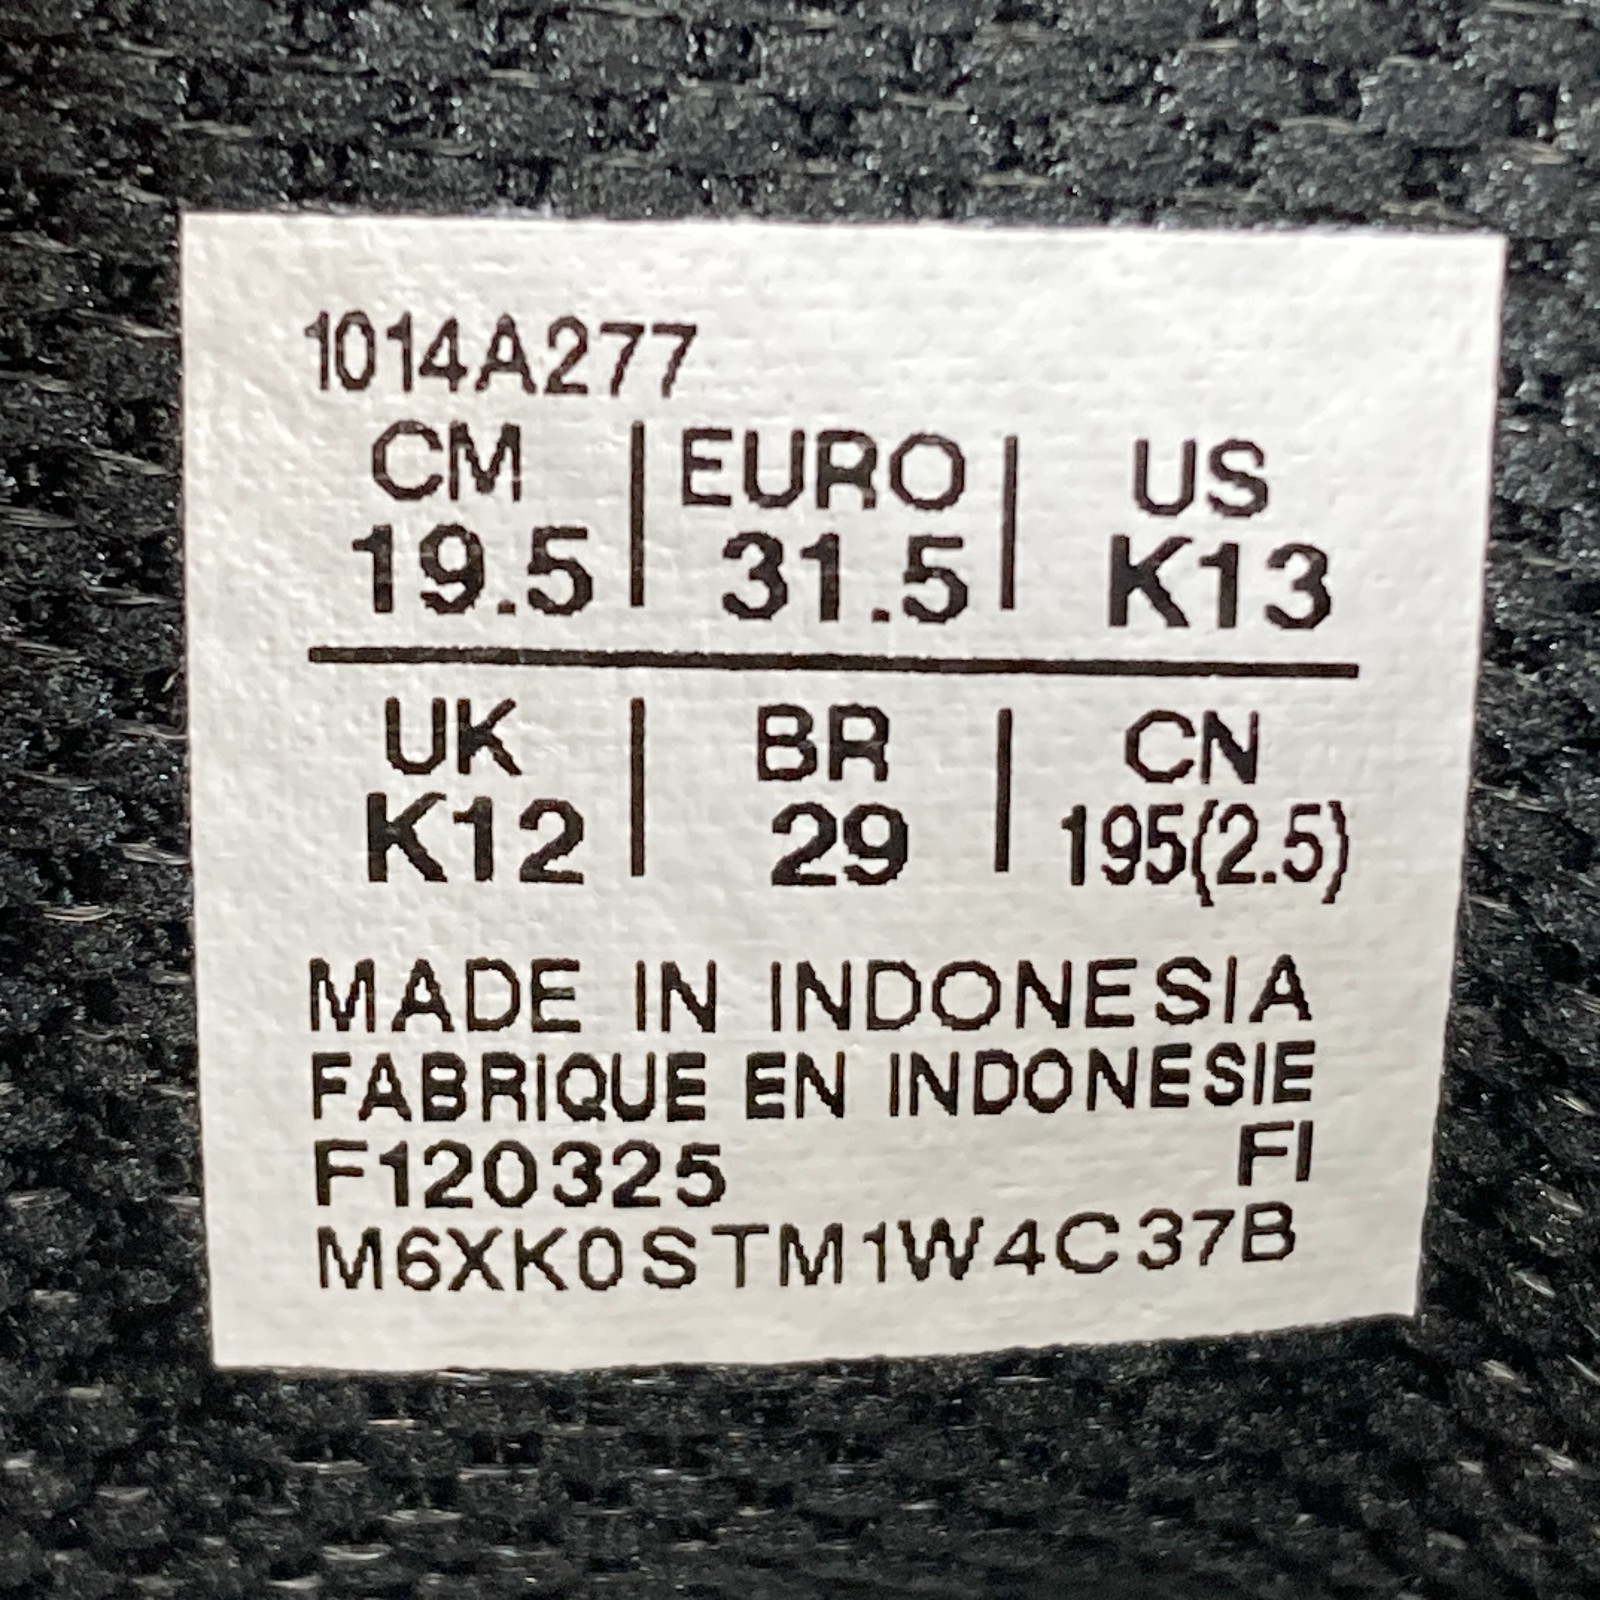 1014A277
CM | EURO | US
19.5 | 31.5 | K13
UK | BR | CN
K12 | 29 | 195(2.5)
MADE IN INDONESIA
FABRIQUE EN INDONESIE
F120325 FI
M6XK0STM1W4C37B